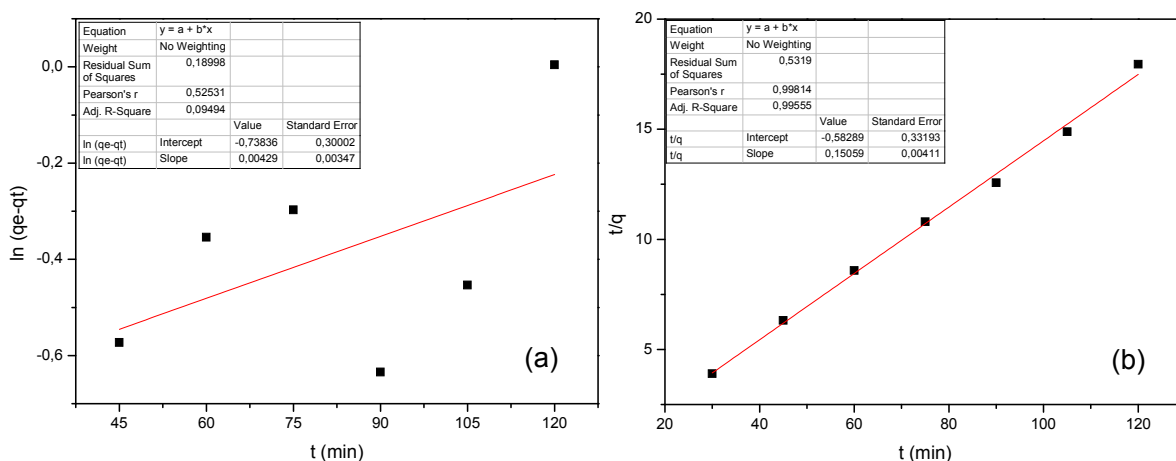 Equation y = a + b*x
Weight No Weighting
Residual Sum of Squares 0,18998
Pearson's r 0,52531
Adj. R-Square 0,09494
Value Standard Error
ln (qe-qt) Intercept -0,73836 0,30002
ln (qe-qt) Slope 0,00429 0,00347
0,0
-0,2
-0,4
-0,6
ln (qe-qt)
45 60 75 90 105 120
t (min)
(a)
Equation y = a + b*x
Weight No Weighting
Residual Sum of Squares 0,5319
Pearson's r 0,99814
Adj. R-Square 0,99555
Value Standard Error
t/q Intercept -0,58289 0,33193
t/q Slope 0,15059 0,00411
20
15
10
5
t/q
20 40 60 80 100 120
t (min)
(b)